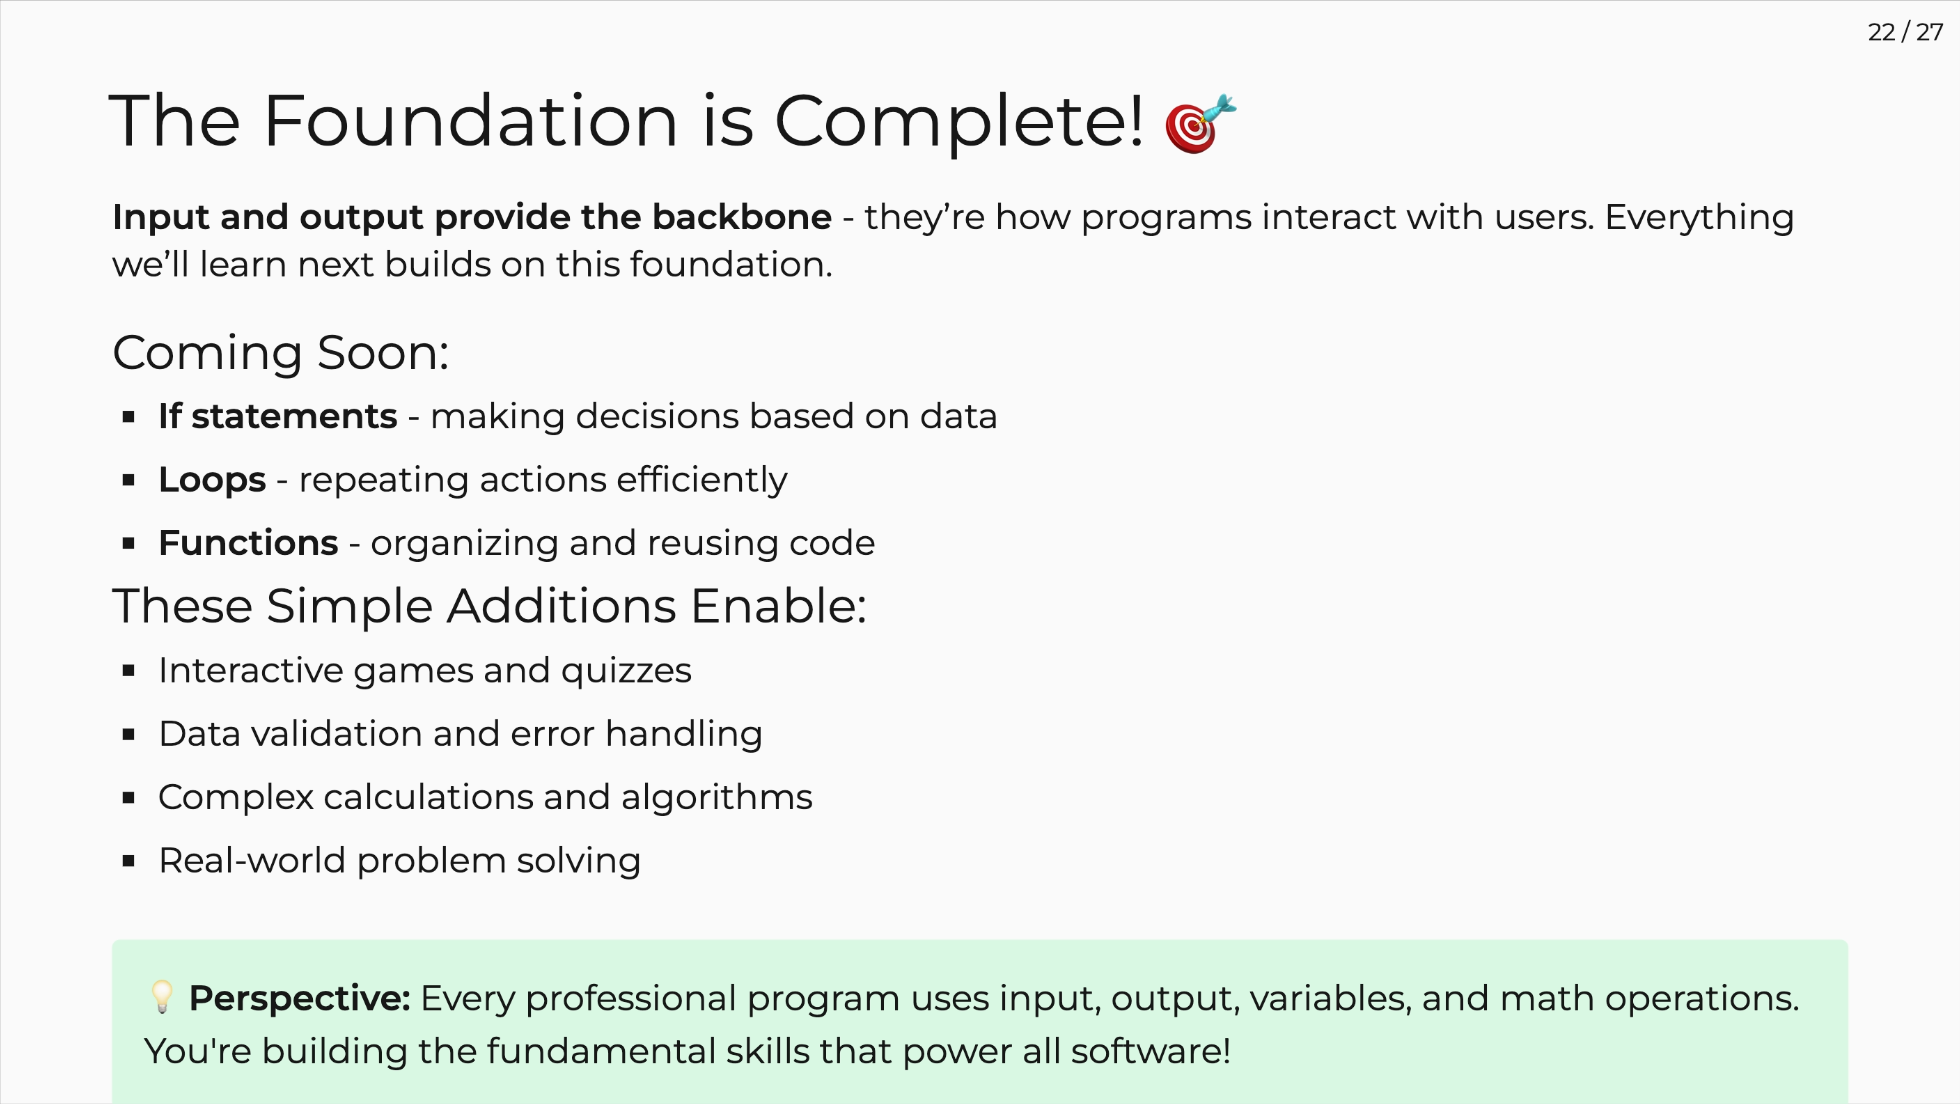 22 / 27
The Foundation is Complete! 🎯
Input and output provide the backbone - they’re how programs interact with users. Everything
we’ll learn next builds on this foundation.
Coming Soon:
▪ If statements - making decisions based on data
▪ Loops - repeating actions efficiently
▪ Functions - organizing and reusing code
These Simple Additions Enable:
▪ Interactive games and quizzes
▪ Data validation and error handling
▪ Complex calculations and algorithms
▪ Real-world problem solving
💡 Perspective: Every professional program uses input, output, variables, and math operations.
You're building the fundamental skills that power all software!